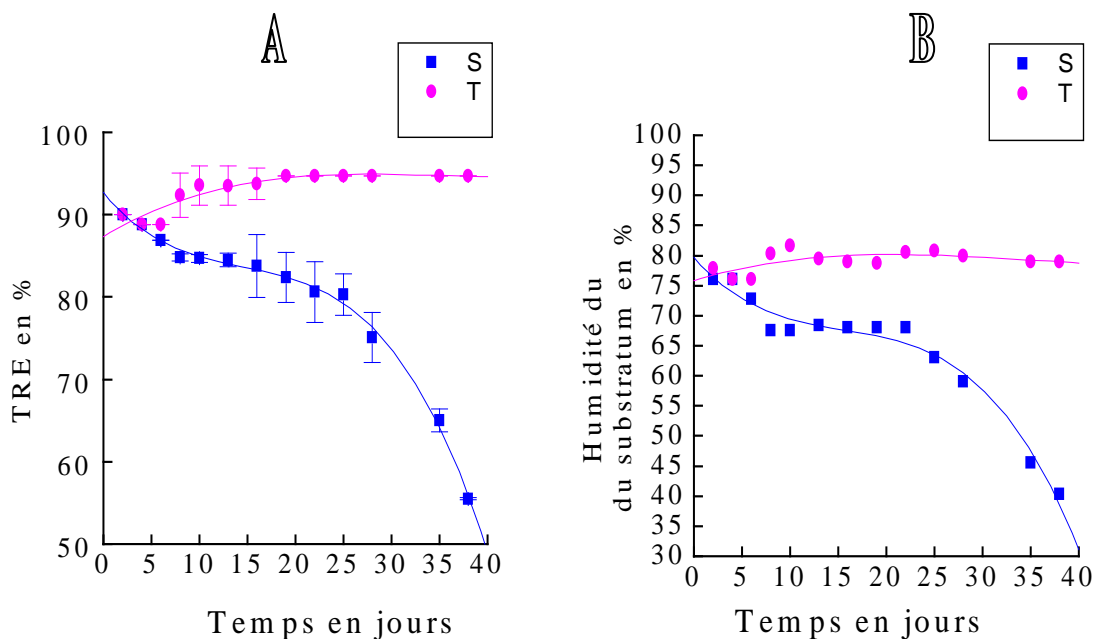 A
S
T
TRE en %
100
90
80
70
60
50
0 5 10 15 20 25 30 35 40
Temps en jours
B
S
T
Humidité du
du substratum en %
100
95
90
85
80
75
70
65
60
55
50
45
40
35
30
0 5 10 15 20 25 30 35 40
Temps en jours